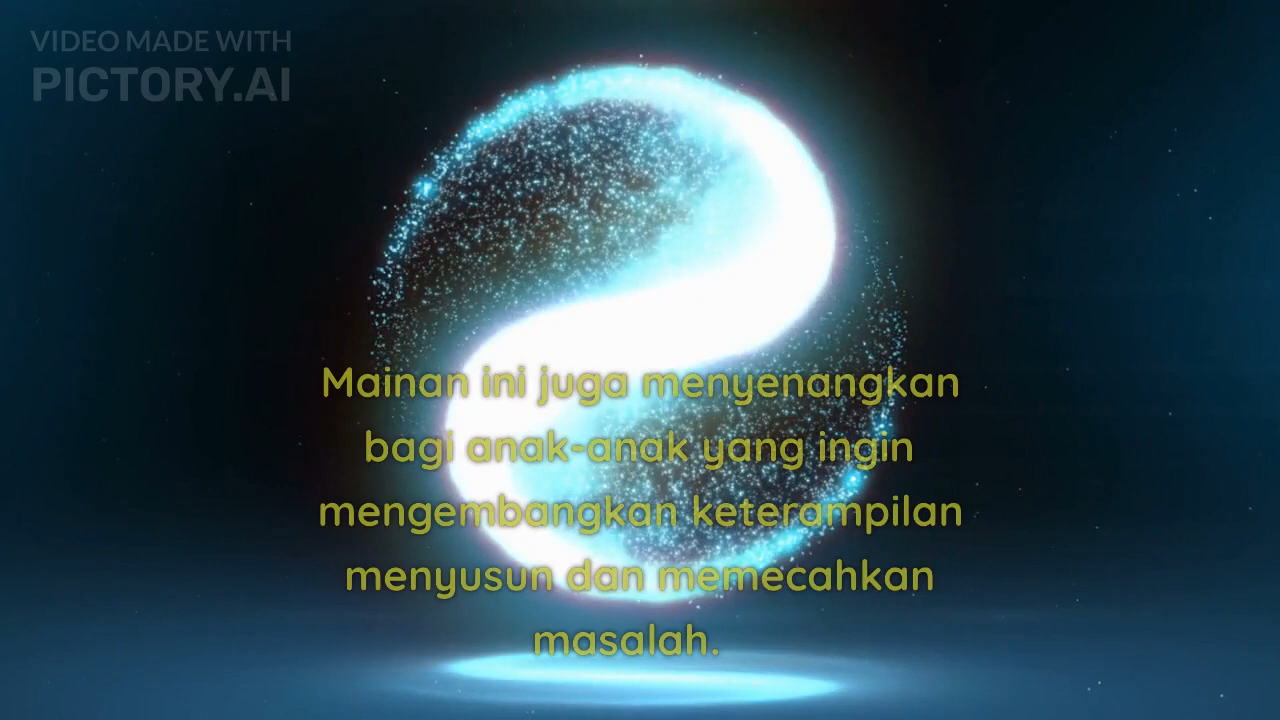 VIDEO MADE WITH
PICTORY.AI
Mainan ini juga menyenangkan
bagi anak-anak yang ingin
mengembangkan keterampilan
menyusun dan memecahkan
masalah.